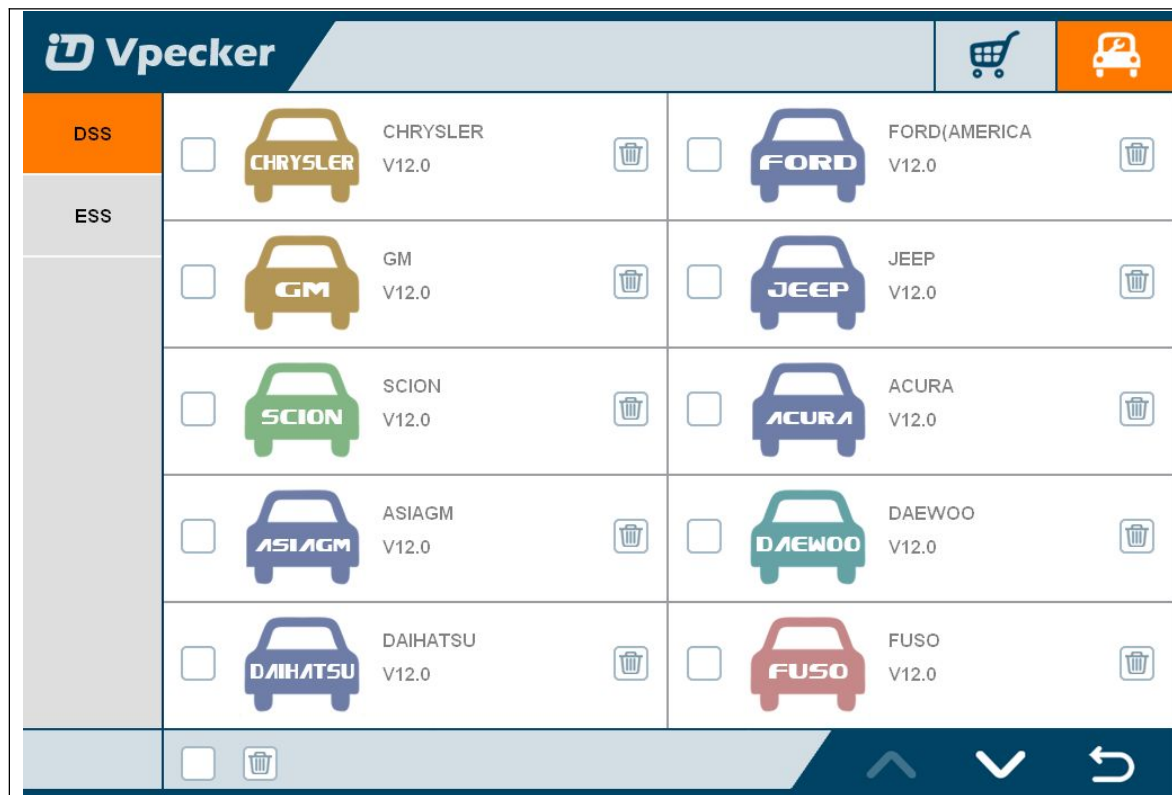 Vpecker
DSS
ESS
CHRYSLER
CHRYSLER
V12.0
FORD
FORD(AMERICA
V12.0
GM
GM
V12.0
JEEP
JEEP
V12.0
SCION
SCION
V12.0
ACURA
ACURA
V12.0
ASIAGM
ASIAGM
V12.0
DAEWOO
DAEWOO
V12.0
DAIHATSU
DAIHATSU
V12.0
FUSO
FUSO
V12.0